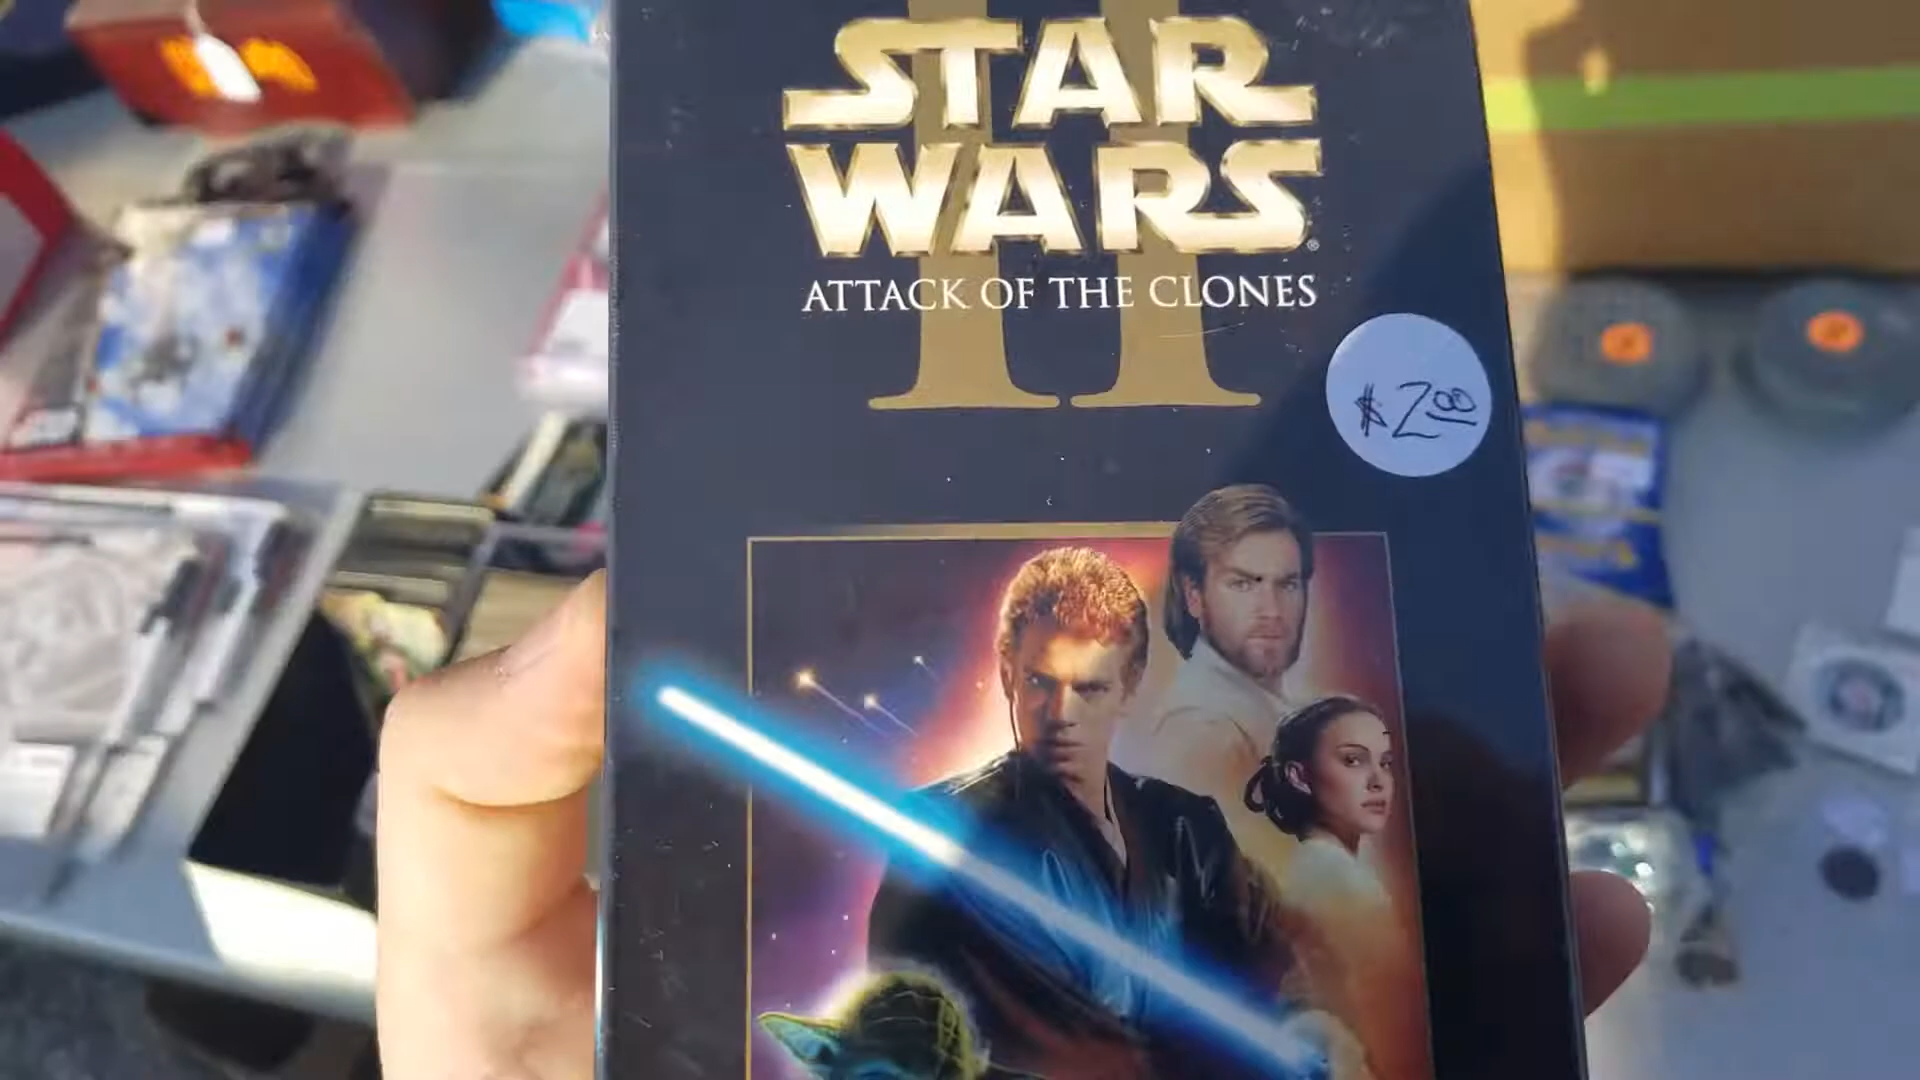 II
STAR
WARS®
ATTACK OF THE CLONES
$2.00